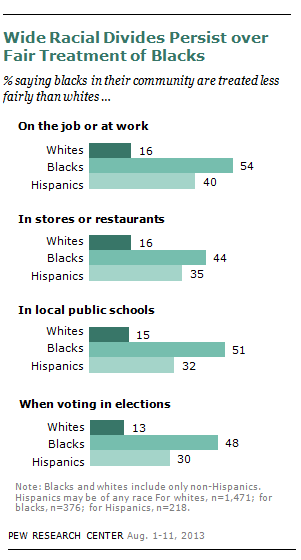 Wide Racial Divides Persist over
Fair Treatment of Blacks
% saying blacks in their community are treated less
fairly than whites ...
On the job or at work
Whites 16
Blacks 54
Hispanics 40
In stores or restaurants
Whites 16
Blacks 44
Hispanics 35
In local public schools
Whites 15
Blacks 51
Hispanics 32
When voting in elections
Whites 13
Blacks 48
Hispanics 30
Note: Blacks and whites include only non-Hispanics.
Hispanics may be of any race For whites, n=1,471; for
blacks, n=376; for Hispanics, n=218.
PEW RESEARCH CENTER Aug. 1-11, 2013